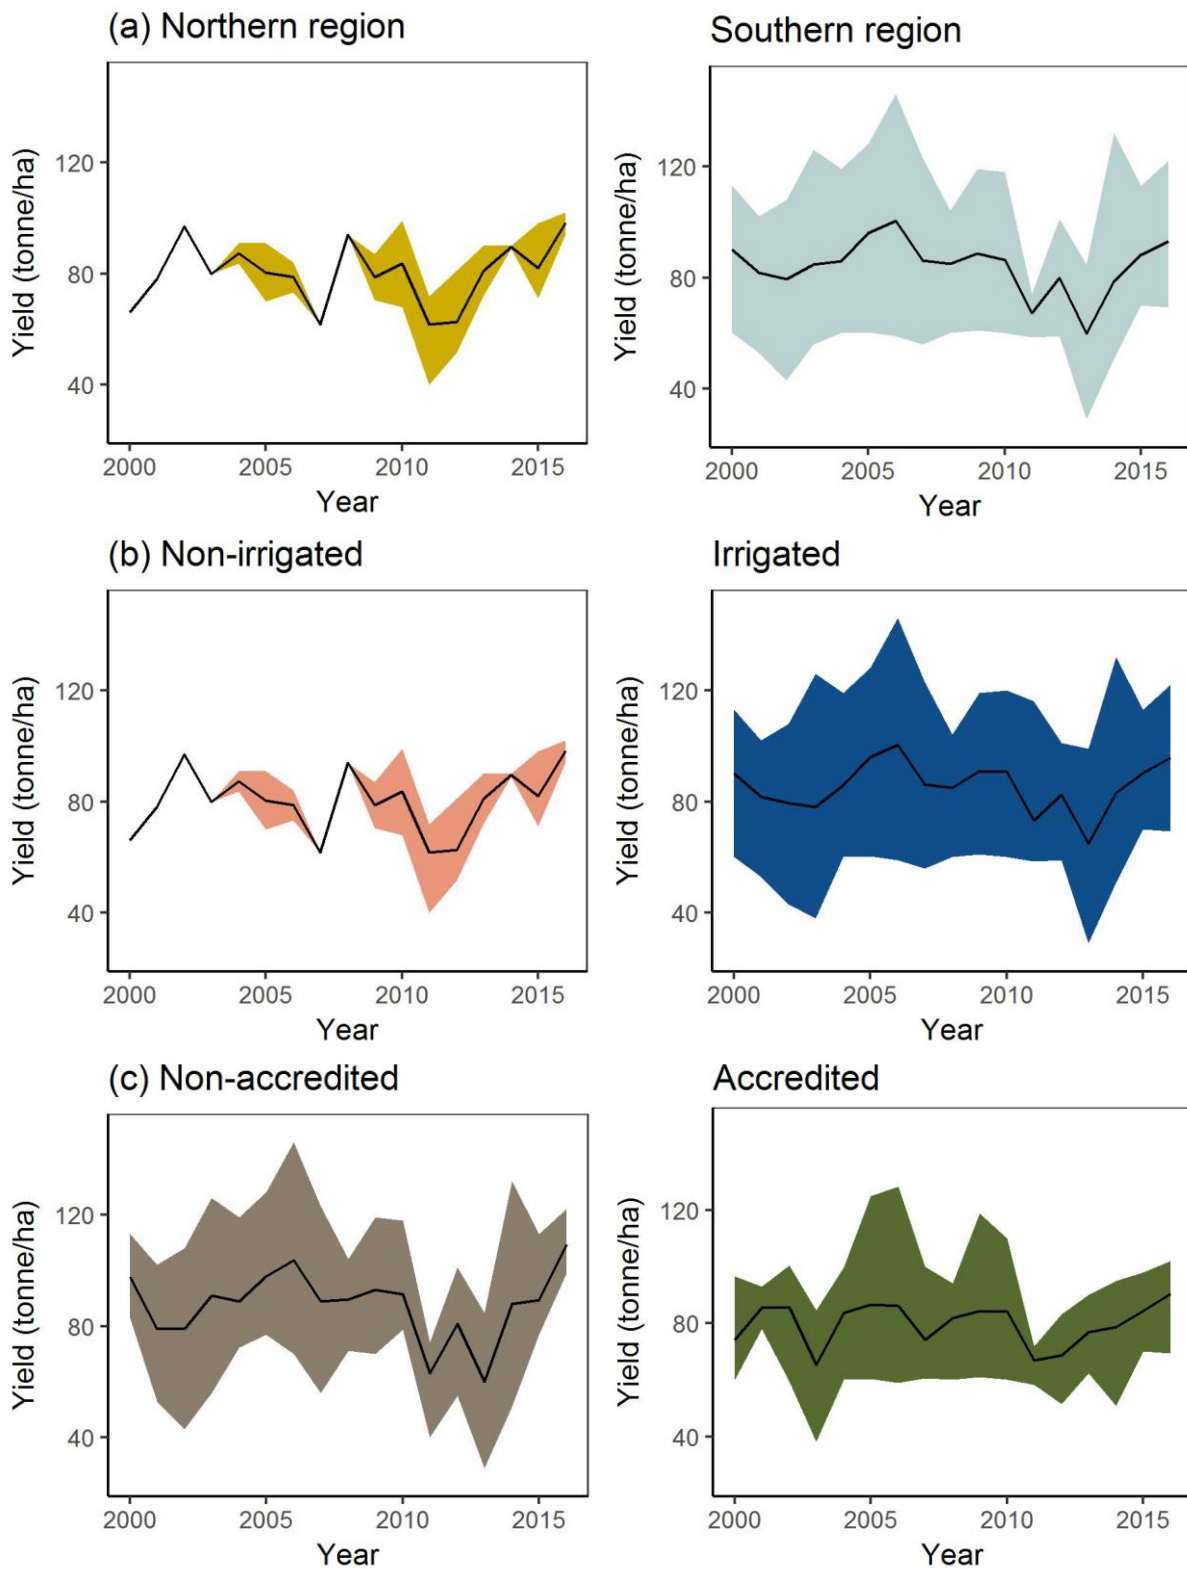 (a) Northern region
Yield (tonne/ha)
120
80
40
2000 2005 2010 2015
Year
Southern region
Yield (tonne/ha)
120
80
40
2000 2005 2010 2015
Year
(b) Non-irrigated
Yield (tonne/ha)
120
80
40
2000 2005 2010 2015
Year
Irrigated
Yield (tonne/ha)
120
80
40
2000 2005 2010 2015
Year
(c) Non-accredited
Yield (tonne/ha)
120
80
40
2000 2005 2010 2015
Year
Accredited
Yield (tonne/ha)
120
80
40
2000 2005 2010 2015
Year